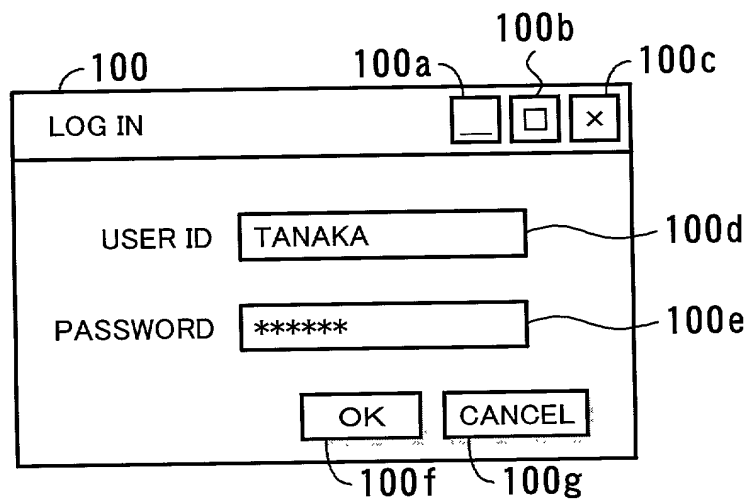 100 100a 100b 100c
LOG IN _ □ ×
USER ID TANAKA 100d
PASSWORD ****** 100e
OK CANCEL
100f 100g